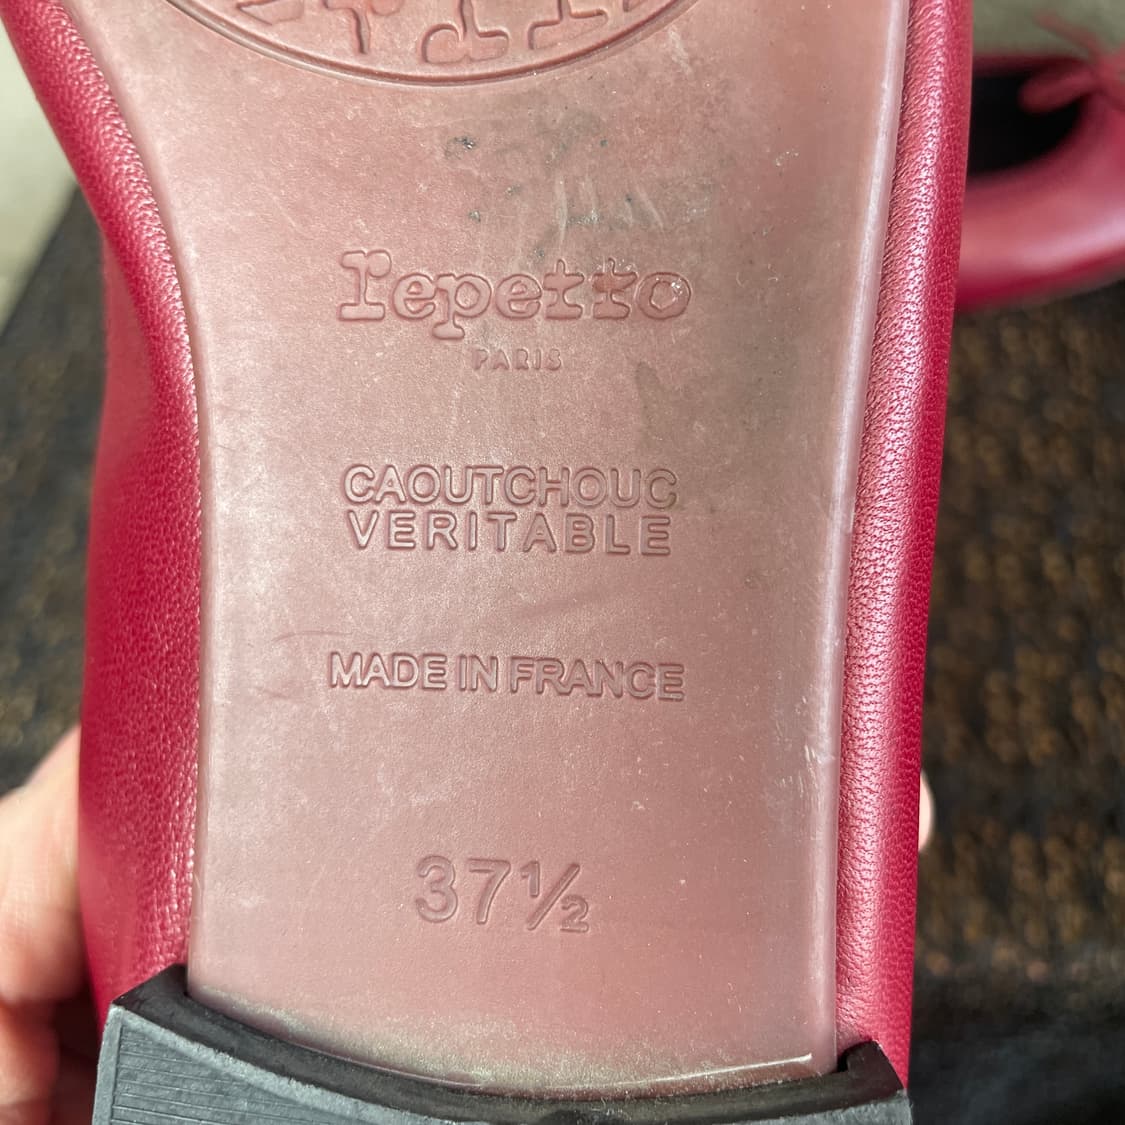 repetto
PARIS
CAOUTCHOUC
VERITABLE
MADE IN FRANCE
37½